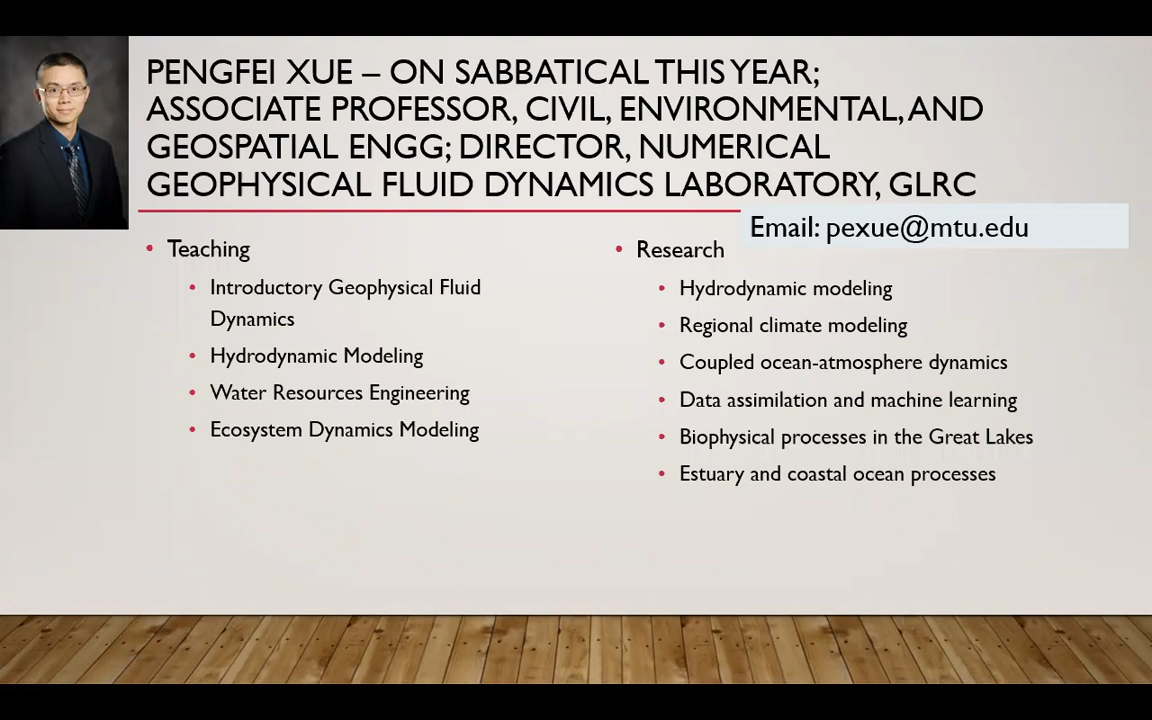 PENGFEI XUE – ON SABBATICAL THIS YEAR;
ASSOCIATE PROFESSOR, CIVIL, ENVIRONMENTAL, AND
GEOSPATIAL ENGG; DIRECTOR, NUMERICAL
GEOPHYSICAL FLUID DYNAMICS LABORATORY, GLRC
Email: pexue@mtu.edu
• Teaching
• Introductory Geophysical Fluid
Dynamics
• Hydrodynamic Modeling
• Water Resources Engineering
• Ecosystem Dynamics Modeling
• Research
• Hydrodynamic modeling
• Regional climate modeling
• Coupled ocean-atmosphere dynamics
• Data assimilation and machine learning
• Biophysical processes in the Great Lakes
• Estuary and coastal ocean processes